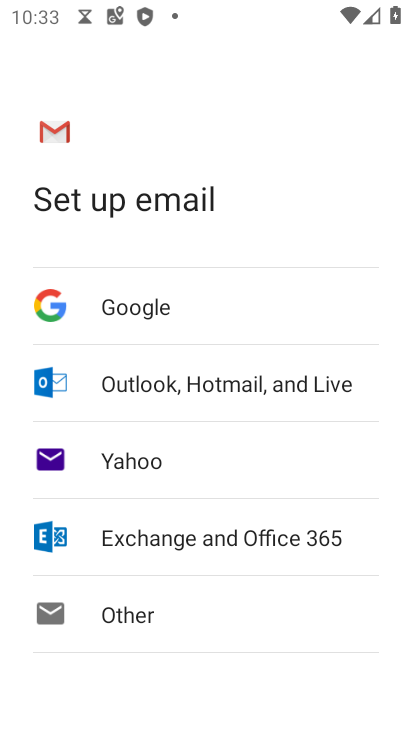 10:33
Set up email
Google
Outlook, Hotmail, and Live
Yahoo
Exchange and Office 365
Other